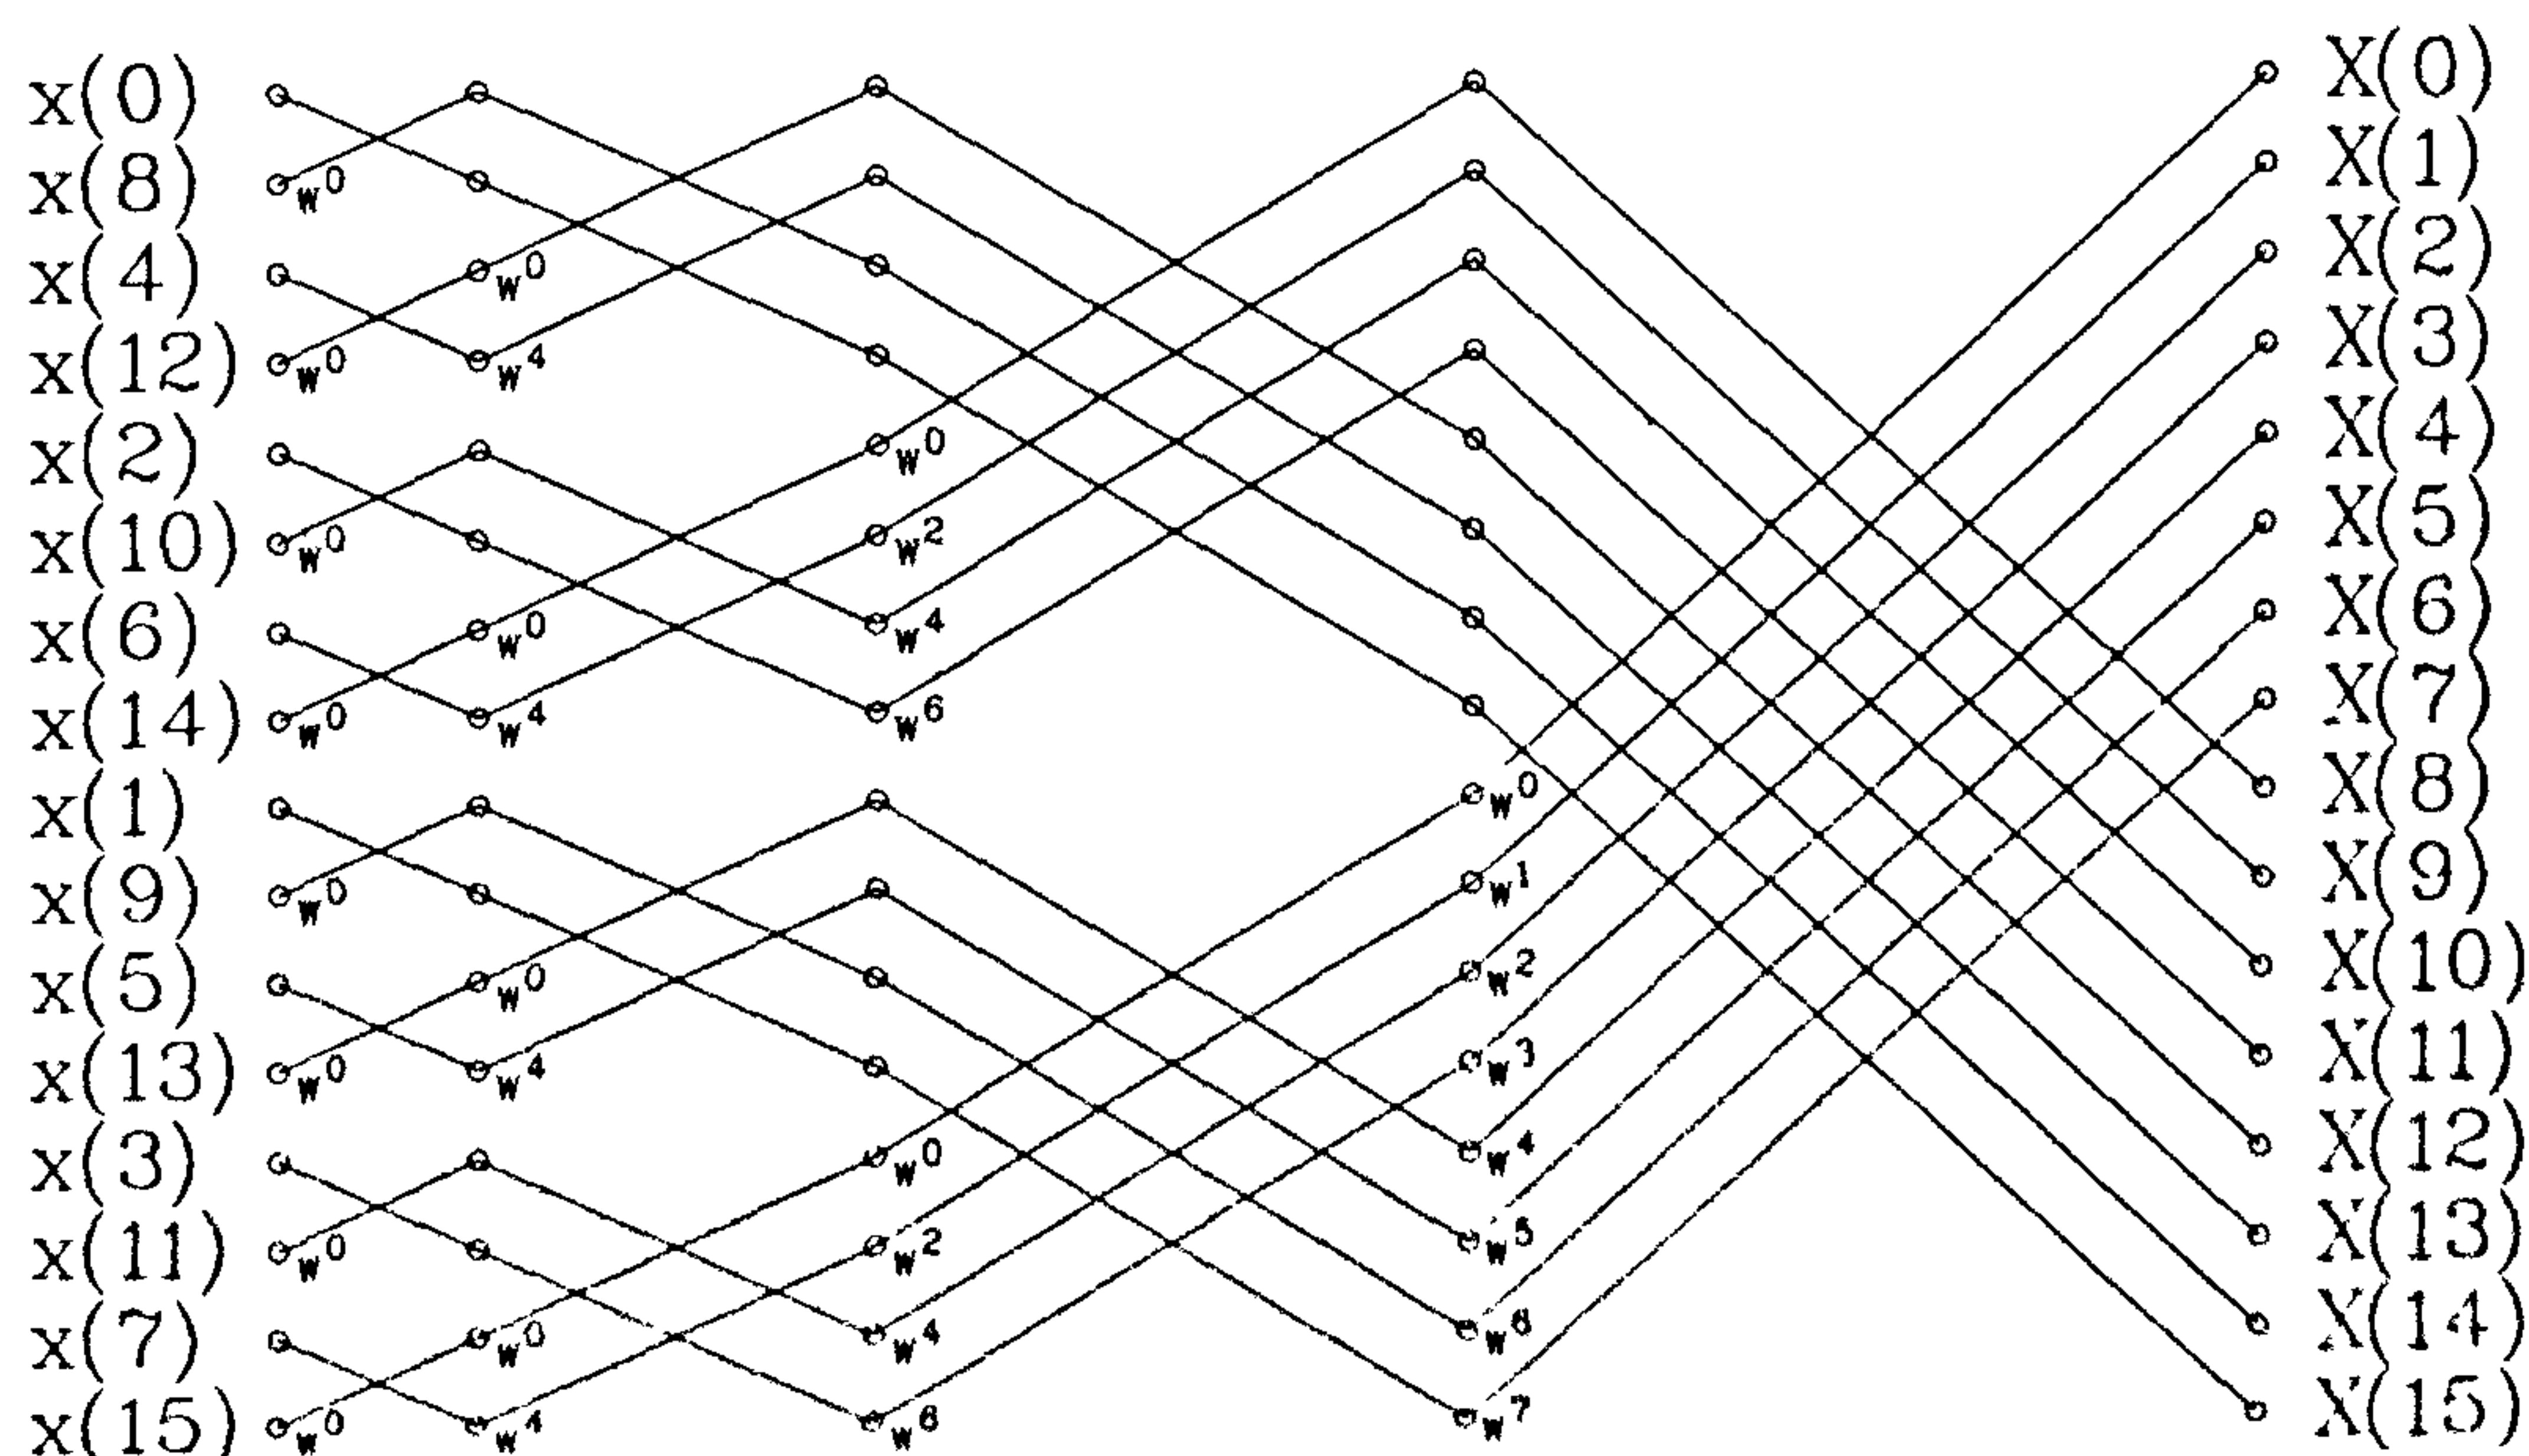 x(0) X(0)
x(8) w⁰ X(1)
x(4) w⁰ X(2)
x(12) w⁰ w⁴ X(3)
x(2) w⁰ X(4)
x(10) w⁰ w² X(5)
x(6) w⁰ w⁴ X(6)
x(14) w⁰ w⁴ w⁶ X(7)
x(1) w⁰ X(8)
x(9) w⁰ w¹ X(9)
x(5) w⁰ w² X(10)
x(13) w⁰ w⁴ w³ X(11)
x(3) w⁰ w⁴ X(12)
x(11) w⁰ w² w⁵ X(13)
x(7) w⁰ w⁴ w⁶ X(14)
x(15) w⁰ w⁴ w⁶ w⁷ X(15)